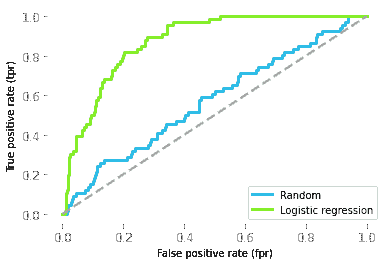 1.0
0.8
0.6
0.4
0.2
0.0
True positive rate (tpr)
Random
Logistic regression
0.0 0.2 0.4 0.6 0.8 1.0
False positive rate (fpr)